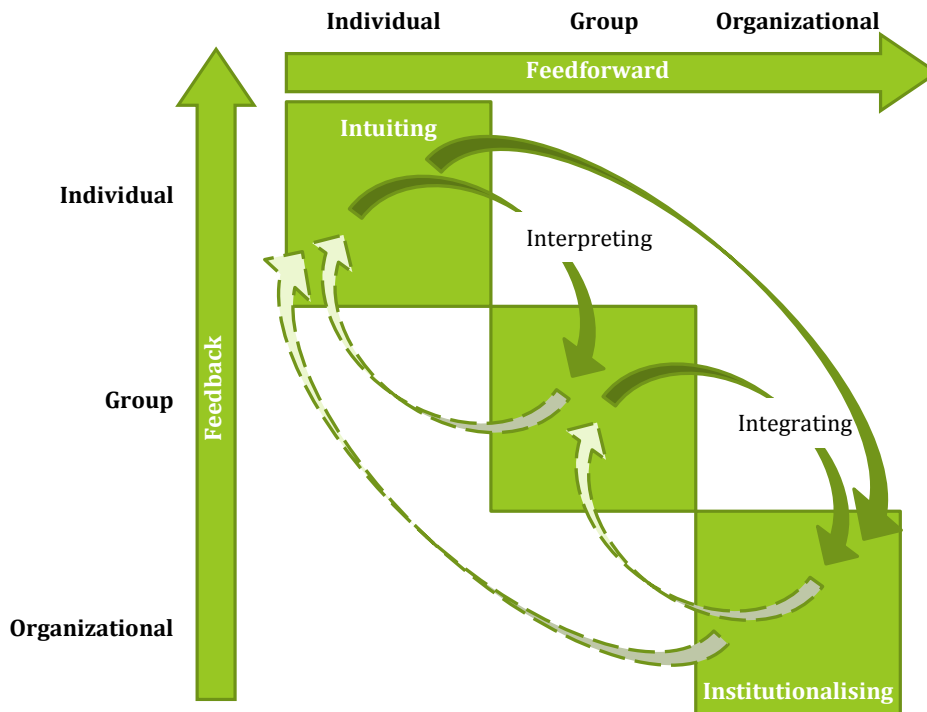 Individual
Group
Organizational
Feedforward
Intuiting
Individual
Interpreting
Feedback
Group
Integrating
Organizational
Institutionalising